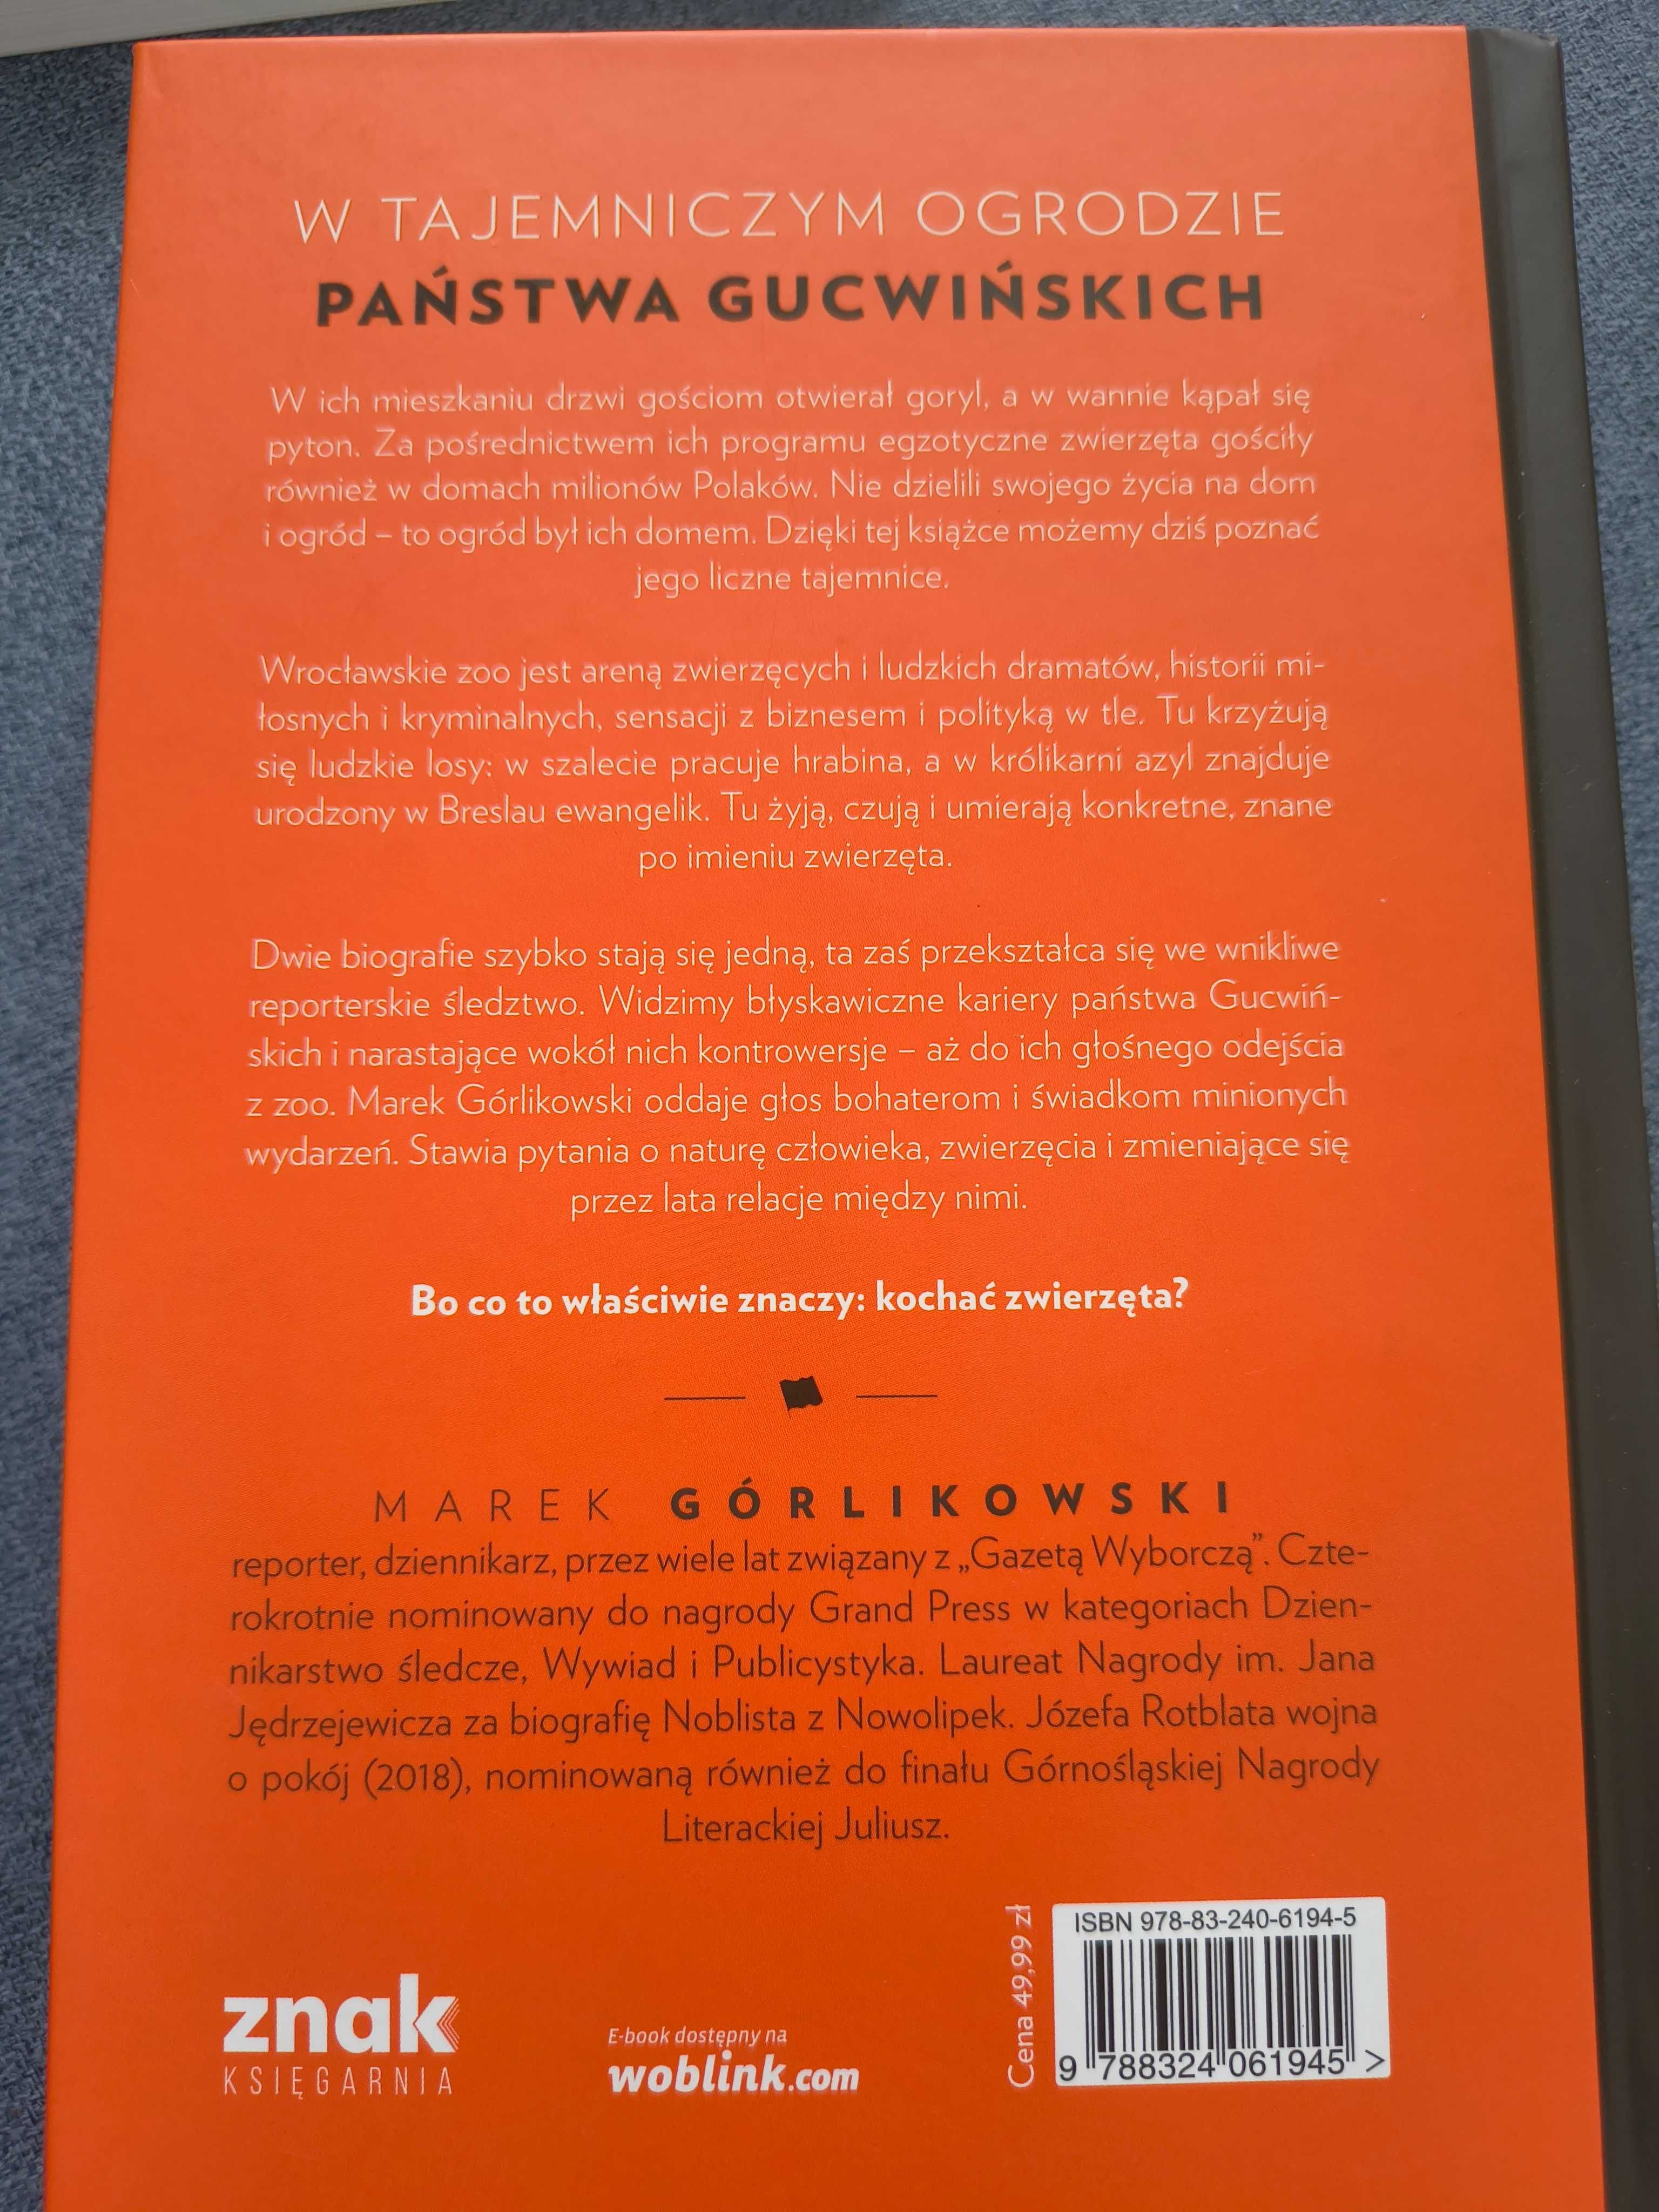 W TAJEMNICZYM OGRODZIE
PAŃSTWA GUCWIŃSKICH
W ich mieszkaniu drzwi gościom otwierał goryl, a w wannie kąpał się
pyton. Za pośrednictwem ich programu egzotyczne zwierzęta gościły
również w domach milionów Polaków. Nie dzielili swojego życia na dom
i ogród – to ogród był ich domem. Dzięki tej książce możemy dziś poznać
jego liczne tajemnice.
Wrocławskie zoo jest areną zwierzęcych i ludzkich dramatów, historii mi-
łosnych i kryminalnych, sensacji z biznesem i polityką w tle. Tu krzyżują
się ludzkie losy: w szalecie pracuje hrabina, a w królikarni azyl znajduje
urodzony w Breslau ewangelik. Tu żyją, czują i umierają konkretne, znane
po imieniu zwierzęta.
Dwie biografie szybko stają się jedną, ta zaś przekształca się we wnikliwe
reporterskie śledztwo. Widzimy błyskawiczne kariery państwa Gucwiń-
skich i narastające wokół nich kontrowersje – aż do ich głośnego odejścia
z zoo. Marek Górlikowski oddaje głos bohaterom i świadkom minionych
wydarzeń. Stawia pytania o naturę człowieka, zwierzęcia i zmieniające się
przez lata relacje między nimi.
Bo co to właściwie znaczy: kochać zwierzęta?
MAREK GÓRLIKOWSKI
reporter, dziennikarz, przez wiele lat związany z „Gazetą Wyborczą”. Czte-
rokrotnie nominowany do nagrody Grand Press w kategoriach Dzien-
nikarstwo śledcze, Wywiad i Publicystyka. Laureat Nagrody im. Jana
Jędrzejewicza za biografię Noblista z Nowolipek. Józefa Rotblata wojna
o pokój (2018), nominowaną również do finału Górnośląskiej Nagrody
Literackiej Juliusz.
znak
KSIĘGARNIA
E-book dostępny na
woblink.com
Cena 49,99 zł
ISBN 978-83-240-6194-5
9 788324 061945 >